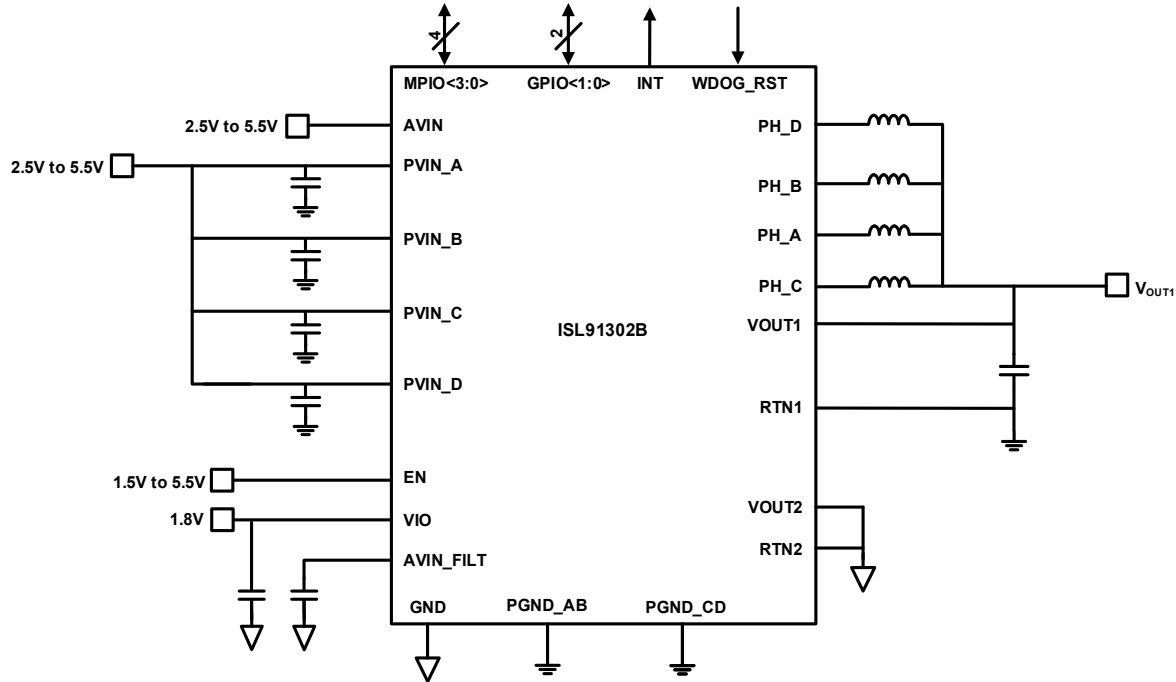 4
2
MPIO<3:0>
GPIO<1:0>
INT
WDOG_RST
2.5V to 5.5V
AVIN
2.5V to 5.5V
PVIN_A
PVIN_B
PVIN_C
PVIN_D
1.5V to 5.5V
EN
1.8V
VIO
AVIN_FILT
GND
PGND_AB
PGND_CD
ISL91302B
PH_D
PH_B
PH_A
PH_C
VOUT1
VOUT1
RTN1
VOUT2
RTN2